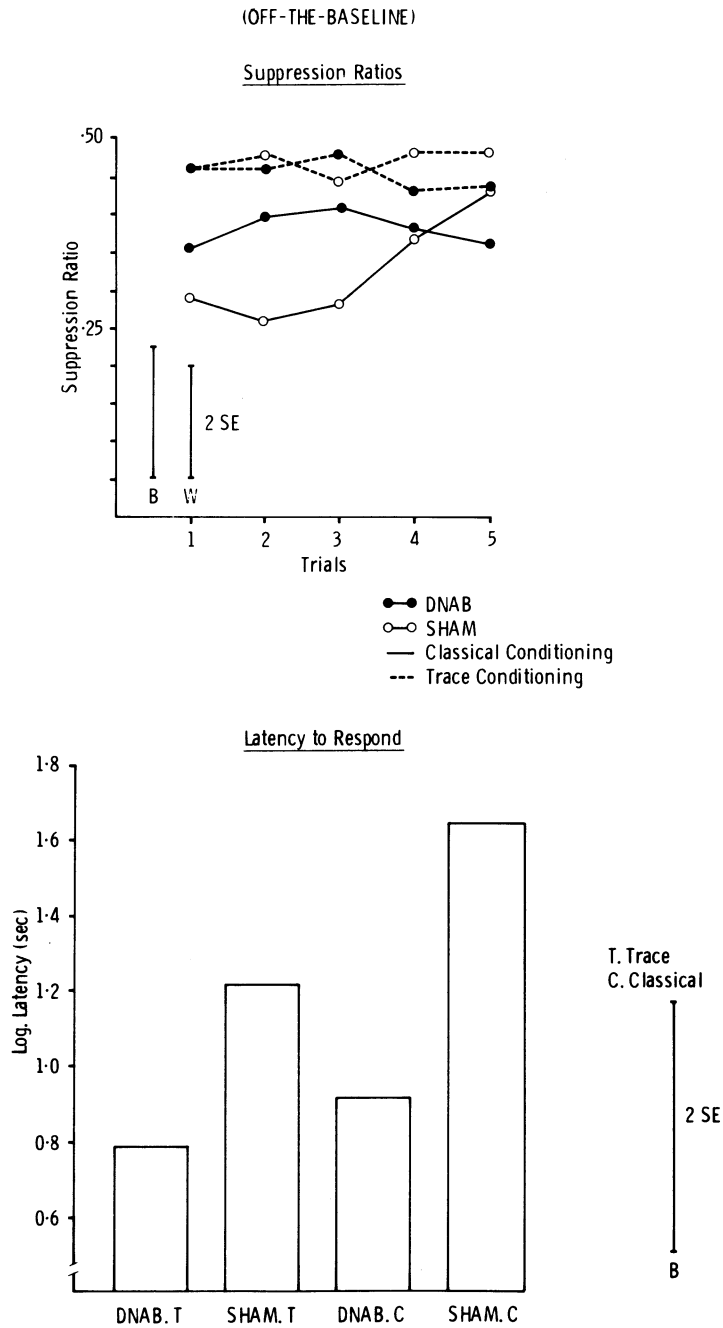 (OFF-THE-BASELINE)
Suppression Ratios
·50
·25
Suppression Ratio
2 SE
B W
1 2 3 4 5
Trials
DNAB
SHAM
Classical Conditioning
Trace Conditioning
Latency to Respond
1·8
1·6
1·4
1·2
1·0
0·8
0·6
Log. Latency (sec)
DNAB. T SHAM. T DNAB. C SHAM. C
T. Trace
C. Classical
2 SE
B